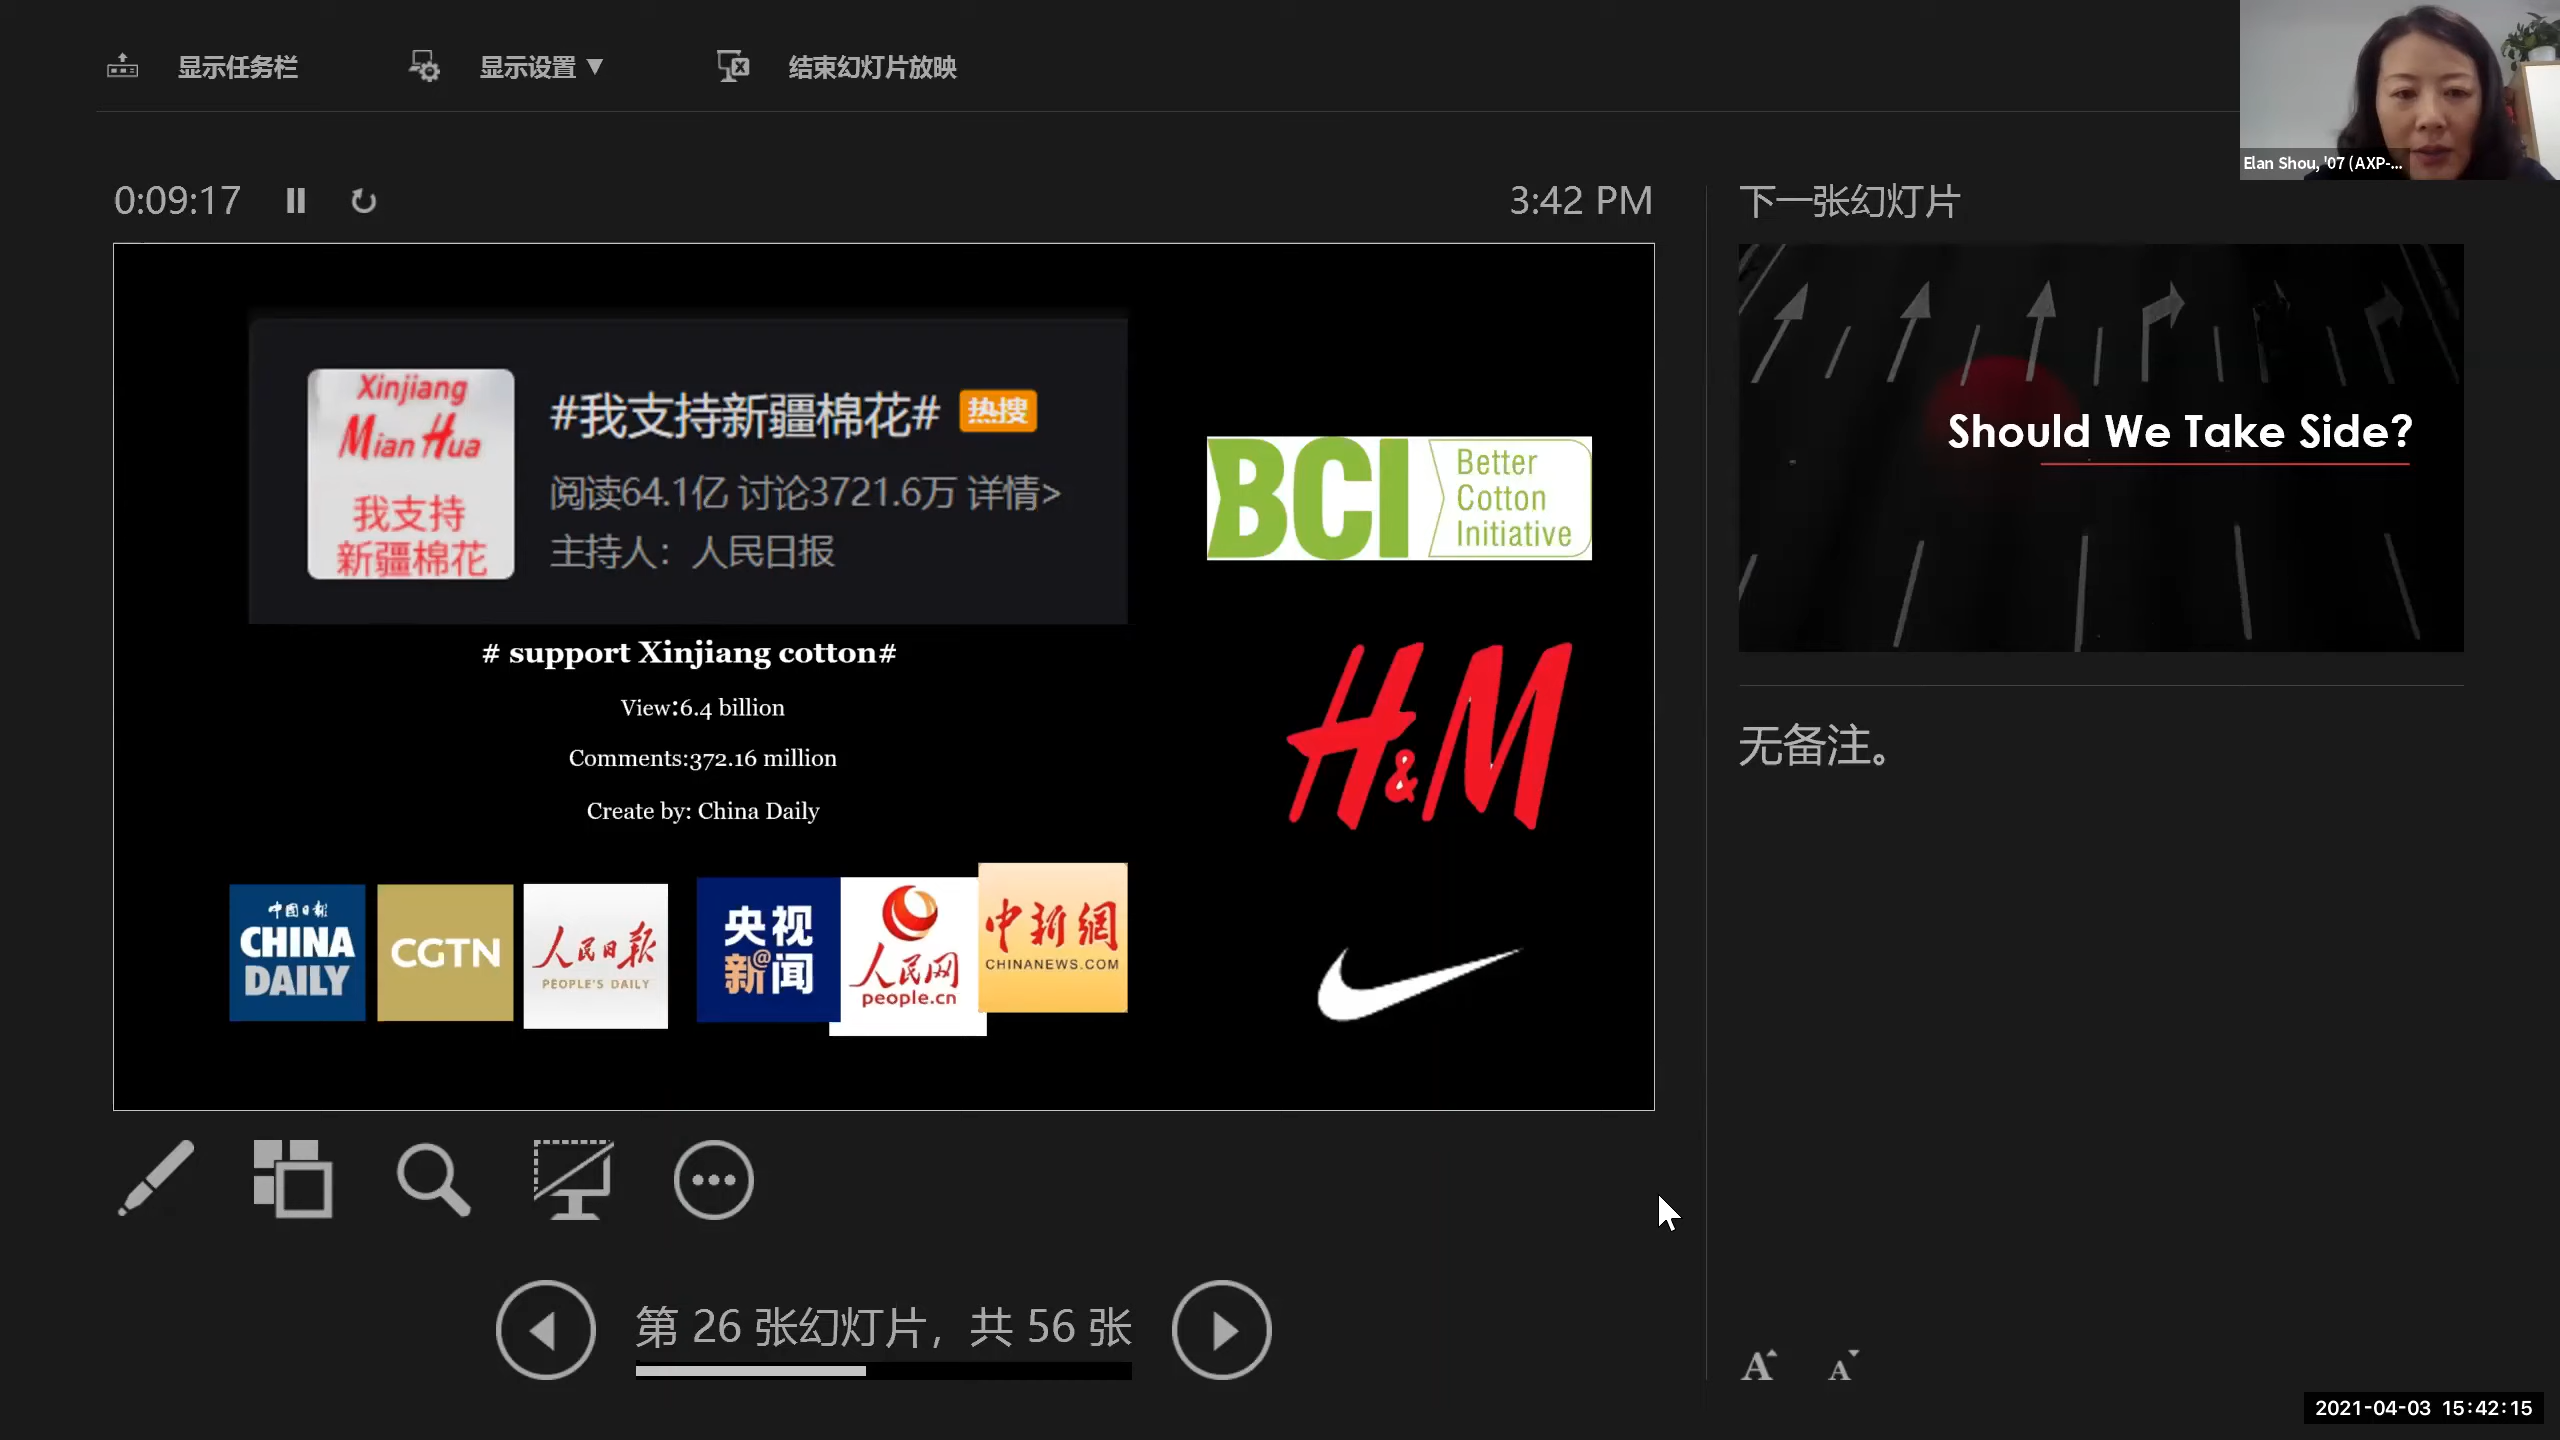 显示任务栏
显示设置 ▼
结束幻灯片放映
Elan Shou, '07 (AXP-...
0:09:17
3:42 PM
下一张幻灯片
Xinjiang
Mian Hua
我支持
新疆棉花
#我支持新疆棉花# 热搜
阅读64.1亿 讨论3721.6万 详情>
主持人：人民日报
# support Xinjiang cotton#
View:6.4 billion
Comments:372.16 million
Create by: China Daily
BCI
Better
Cotton
Initiative
H&M
中國日報
CHINA
DAILY
CGTN
人民日报
PEOPLE'S DAILY
央视
新@闻
人民网
people.cn
中新網
CHINANEWS.COM
Should We Take Side?
无备注。
第 26 张幻灯片，共 56 张
A A
2021-04-03 15:42:15